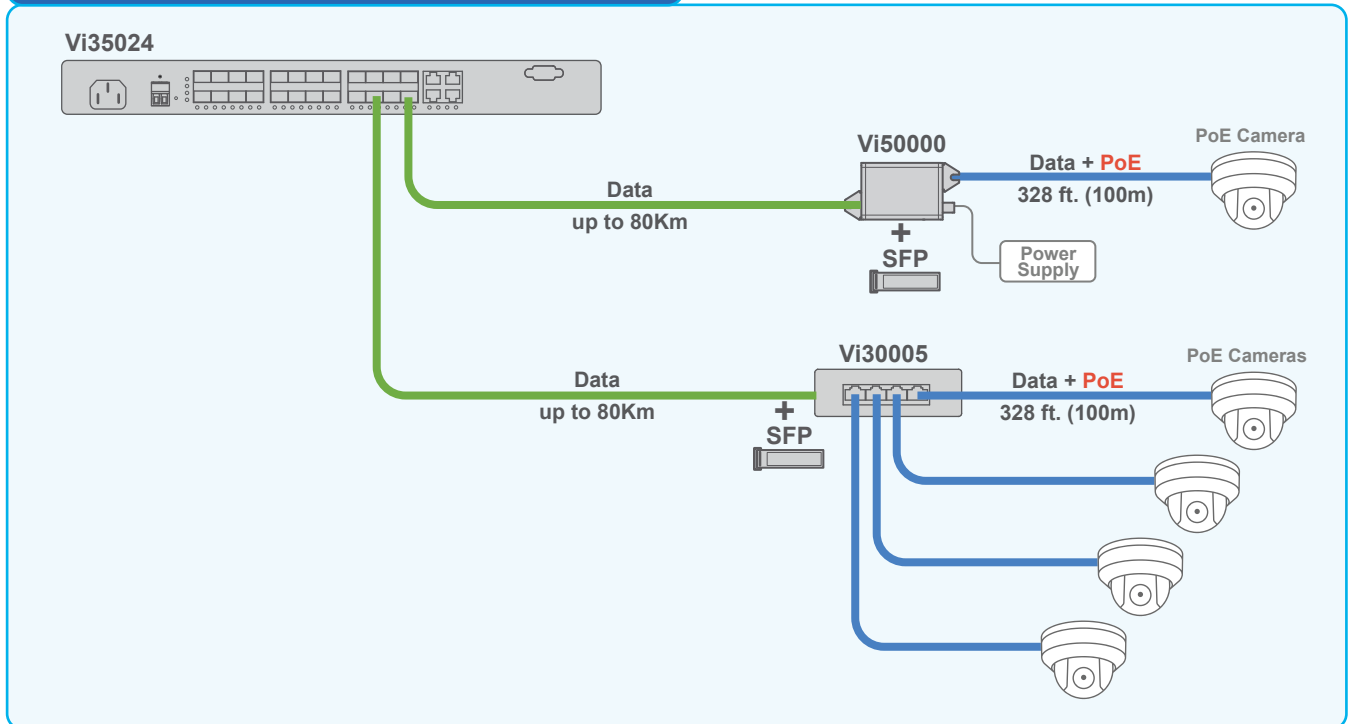 Vi35024
Vi50000
PoE Camera
Data + PoE
328 ft. (100m)
Data
up to 80Km
+
SFP
Power
Supply
Vi30005
PoE Cameras
Data + PoE
328 ft. (100m)
Data
up to 80Km
+
SFP